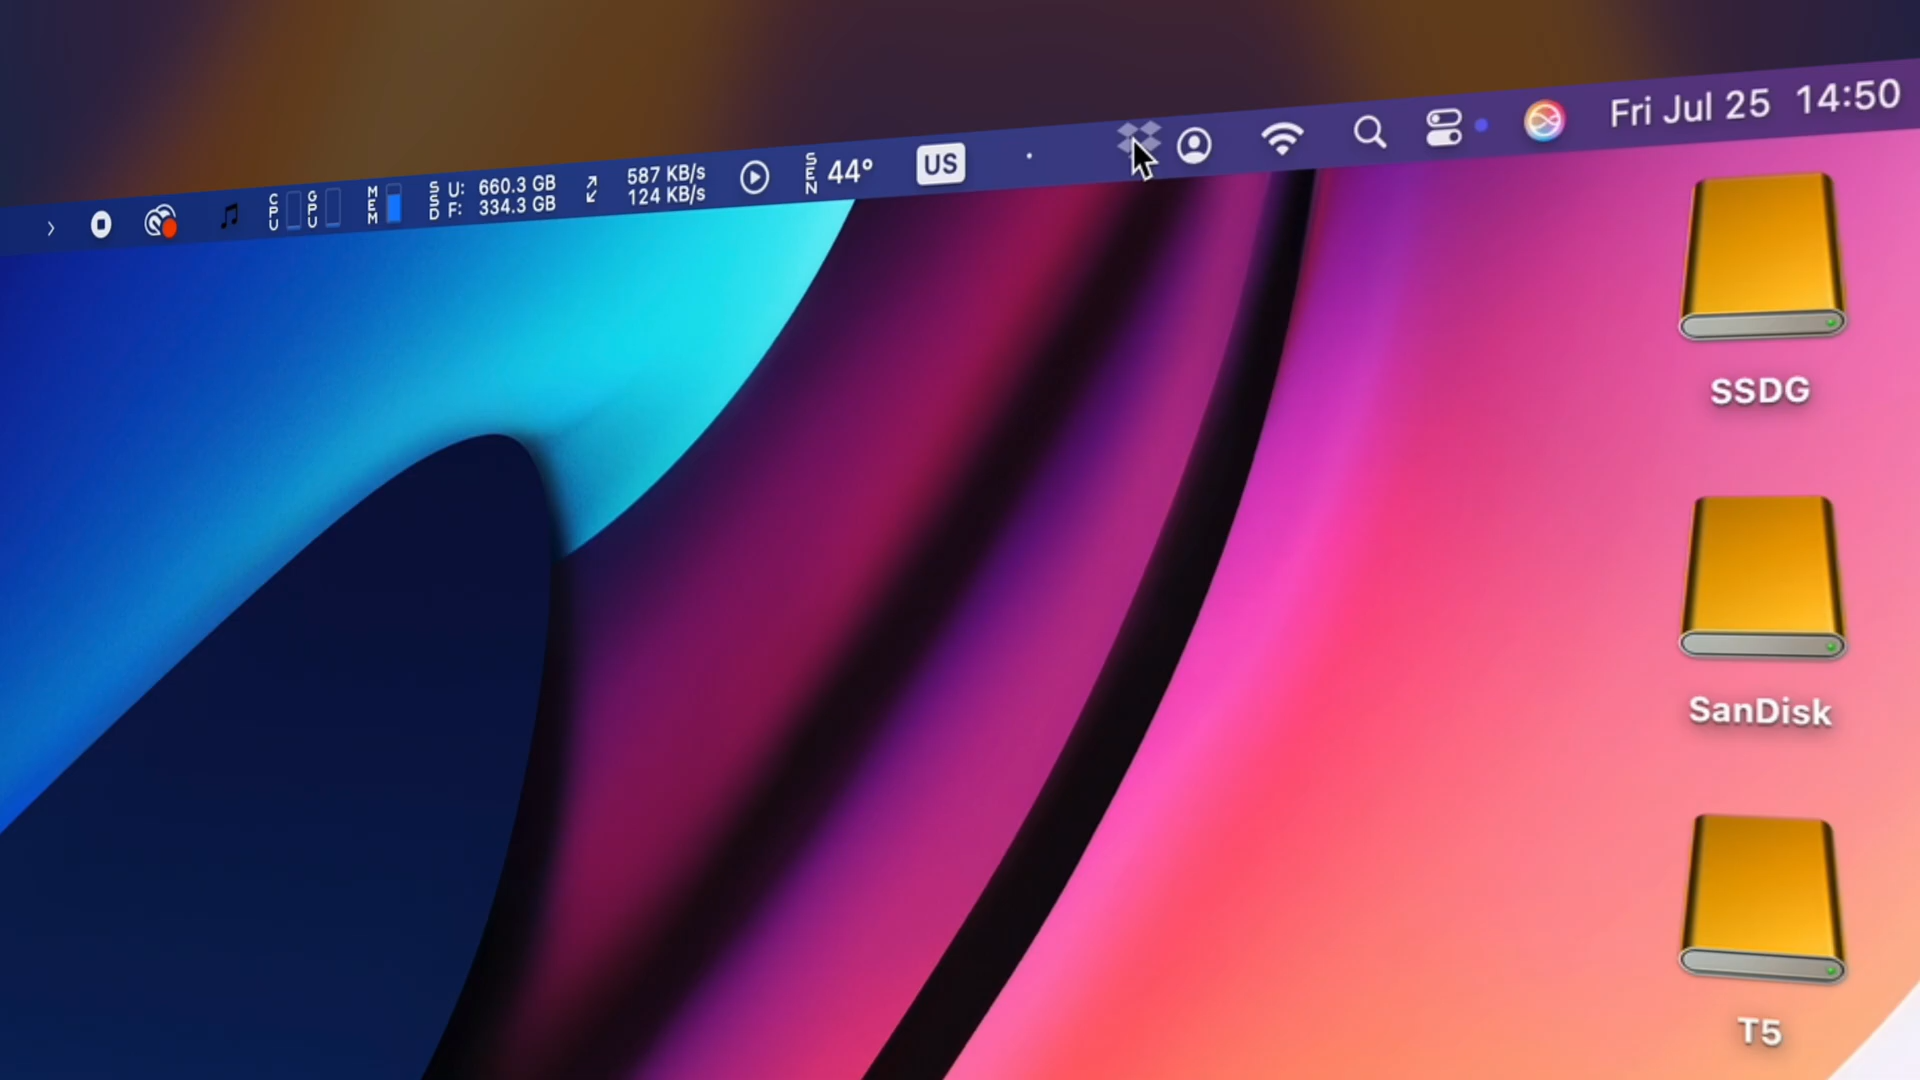 CPU GPU MEM SSD U: 660.3 GB 587 KB/s SEN 44° US Fri Jul 25 14:50
F: 334.3 GB 124 KB/s
SSDG
SanDisk
T5